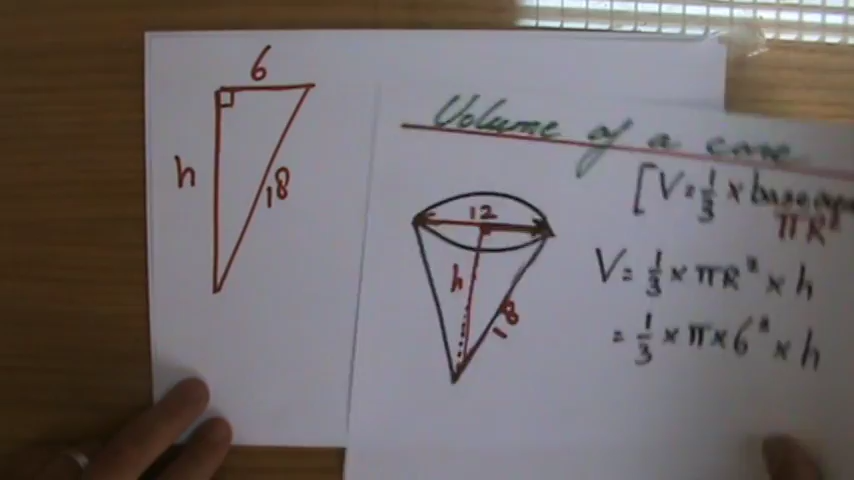 6
h
18
Volume of a cone
12
h
18
[V = 1/3 × base
πR²
V = 1/3 × πR² × h
= 1/3 × π × 6² × h